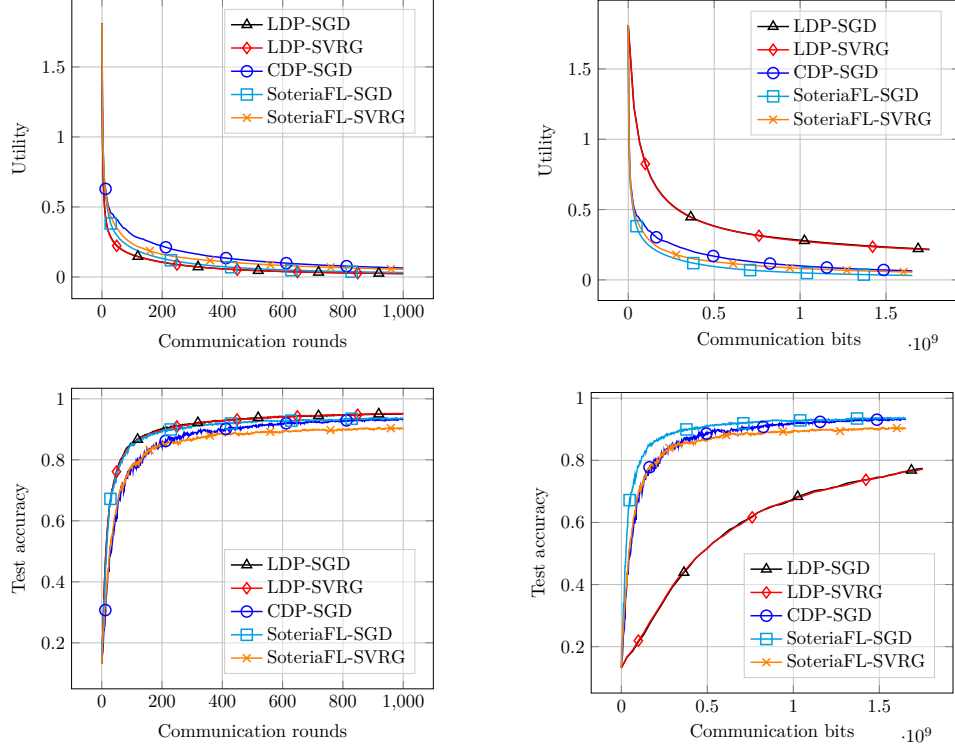 LDP-SGD
LDP-SVRG
CDP-SGD
SoteriaFL-SGD
SoteriaFL-SVRG
1.5
1
0.5
0
Utility
0
200
400
600
800
1,000
Communication rounds
LDP-SGD
LDP-SVRG
CDP-SGD
SoteriaFL-SGD
SoteriaFL-SVRG
1.5
1
0.5
0
Utility
0
0.5
1
1.5
Communication bits
·10⁹
1
0.8
0.6
0.4
0.2
Test accuracy
LDP-SGD
LDP-SVRG
CDP-SGD
SoteriaFL-SGD
SoteriaFL-SVRG
0
200
400
600
800
1,000
Communication rounds
1
0.8
0.6
0.4
0.2
Test accuracy
LDP-SGD
LDP-SVRG
CDP-SGD
SoteriaFL-SGD
SoteriaFL-SVRG
0
0.5
1
1.5
Communication bits
·10⁹